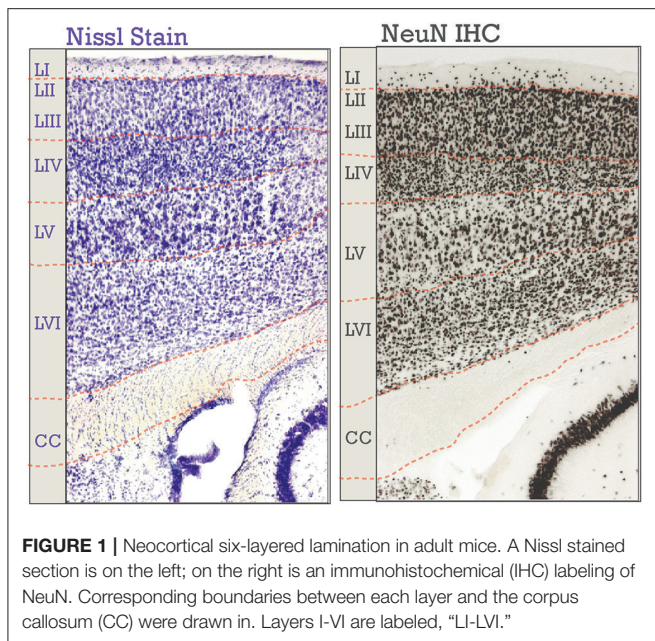 Nissl Stain
LI
LII
LIII
LIV
LV
LVI
CC
NeuN IHC
LI
LII
LIII
LIV
LV
LVI
CC
FIGURE 1 | Neocortical six-layered lamination in adult mice. A Nissl stained
section is on the left; on the right is an immunohistochemical (IHC) labeling of
NeuN. Corresponding boundaries between each layer and the corpus
callosum (CC) were drawn in. Layers I-VI are labeled, “LI-LVI.”